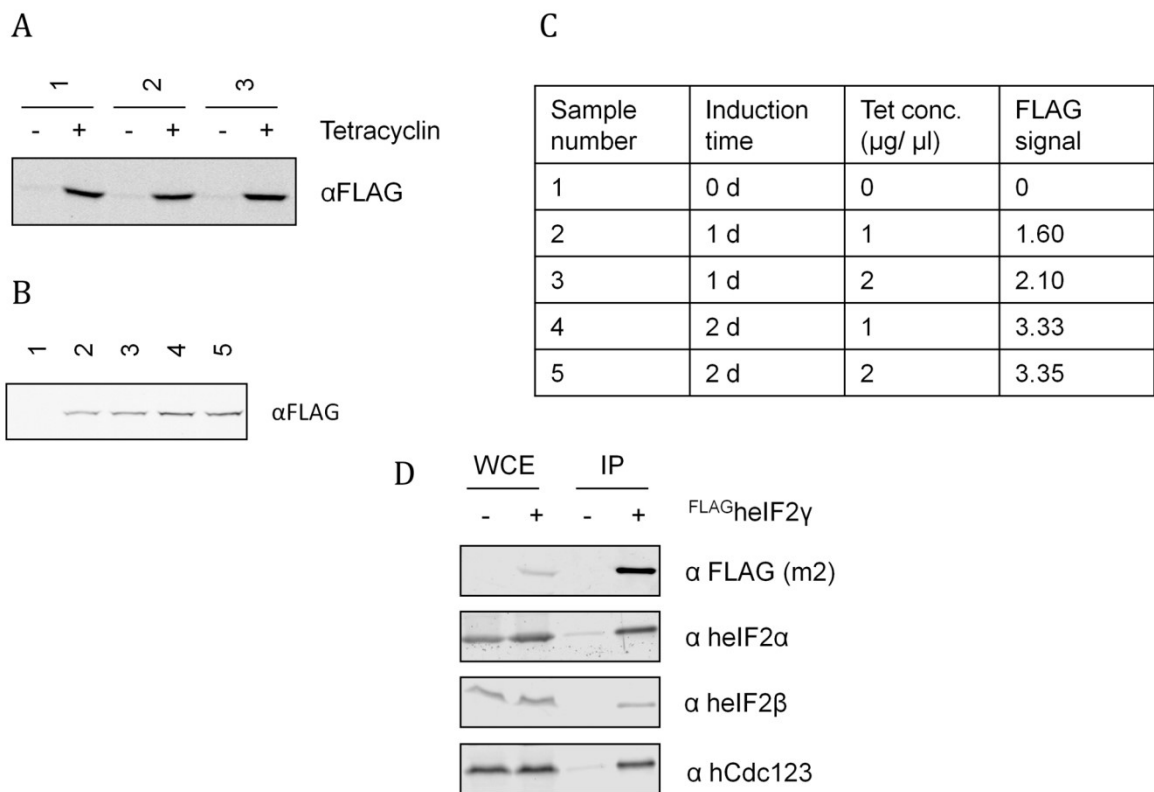 A
1 2 3
- + - + - + Tetracyclin
αFLAG
B
1 2 3 4 5
αFLAG
C
Sample number Induction time Tet conc. (µg/ µl) FLAG signal
1 0 d 0 0
2 1 d 1 1.60
3 1 d 2 2.10
4 2 d 1 3.33
5 2 d 2 3.35
D
WCE IP
- + - + FLAGheIF2γ
α FLAG (m2)
α heIF2α
α heIF2β
α hCdc123